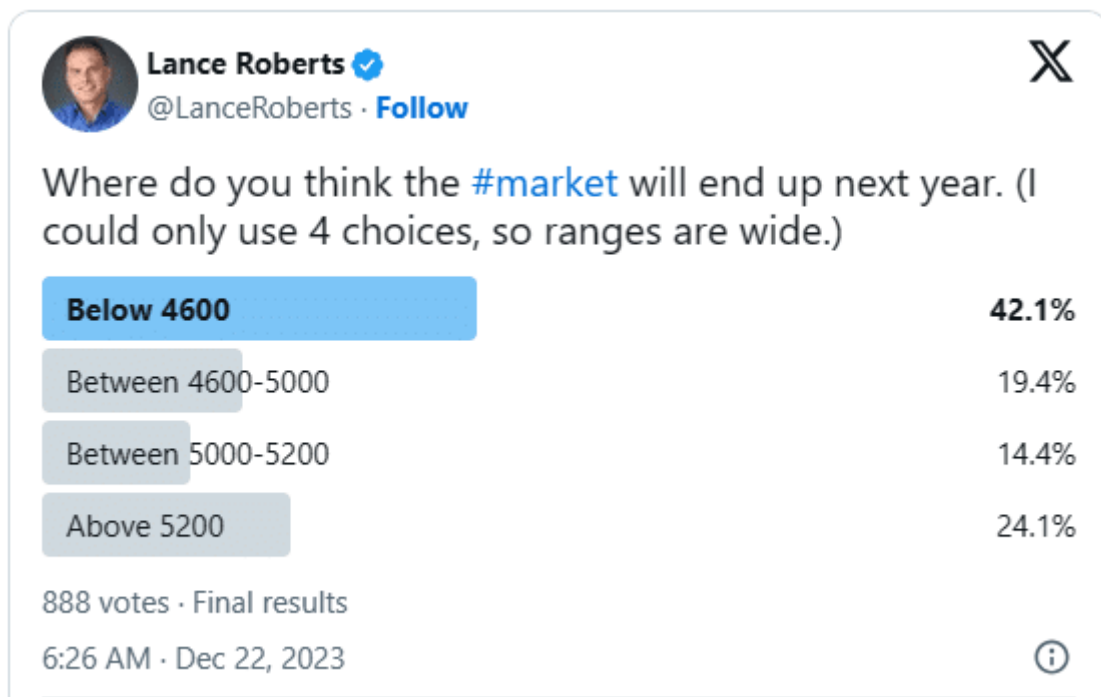 Lance Roberts
@LanceRoberts · Follow
Where do you think the #market will end up next year. (I
could only use 4 choices, so ranges are wide.)
Below 4600 42.1%
Between 4600-5000 19.4%
Between 5000-5200 14.4%
Above 5200 24.1%
888 votes · Final results
6:26 AM · Dec 22, 2023